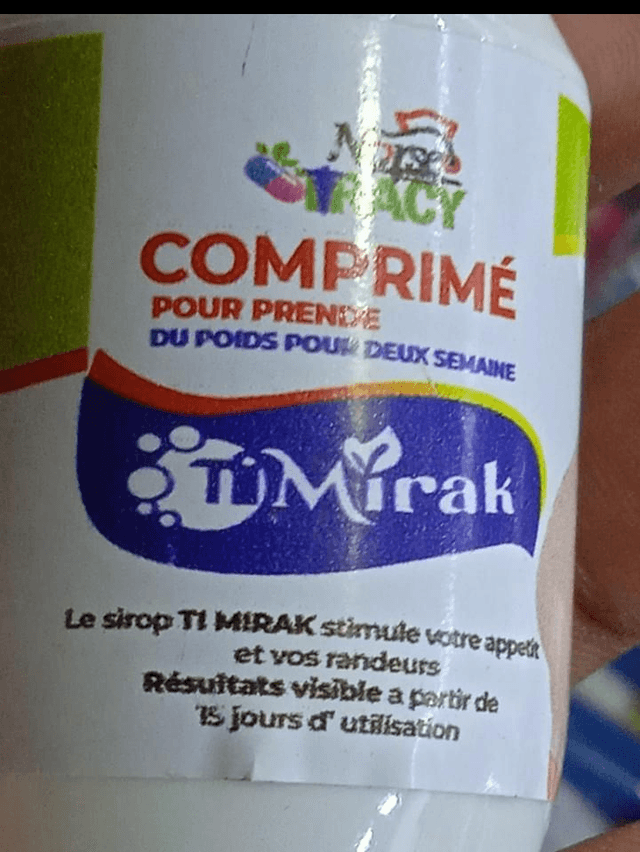 Nurse
TRACY
COMPRIMÉ
POUR PRENDE
DU POIDS POUR DEUX SEMAINE
TI Mirak
Le sirop TI MIRAK stimule votre appetit
et vos randeurs
Résultats visible a partir de
15 jours d' utilisation